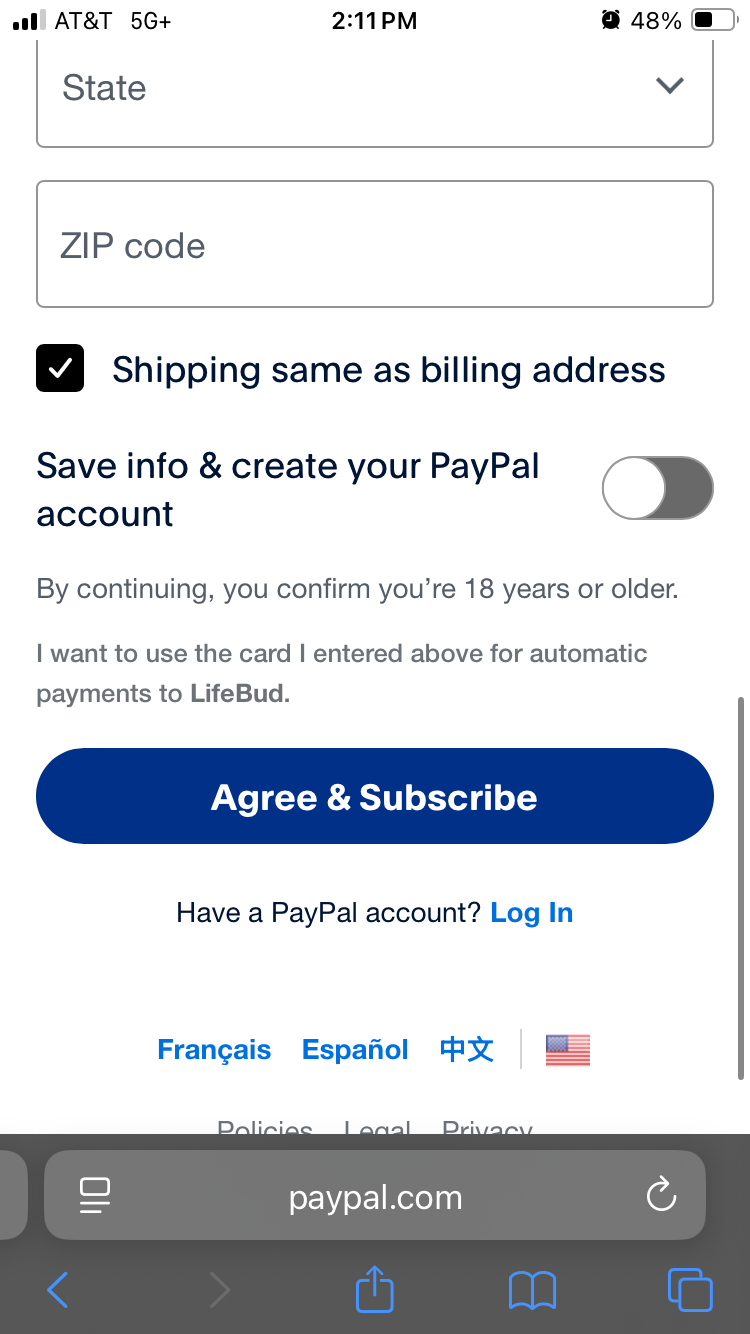 AT&T 5G+ 2:11 PM 48%
State
ZIP code
Shipping same as billing address
Save info & create your PayPal
account
By continuing, you confirm you’re 18 years or older.
I want to use the card I entered above for automatic
payments to LifeBud.
Agree & Subscribe
Have a PayPal account? Log In
Français Español 中文
Policies Legal Privacy
paypal.com